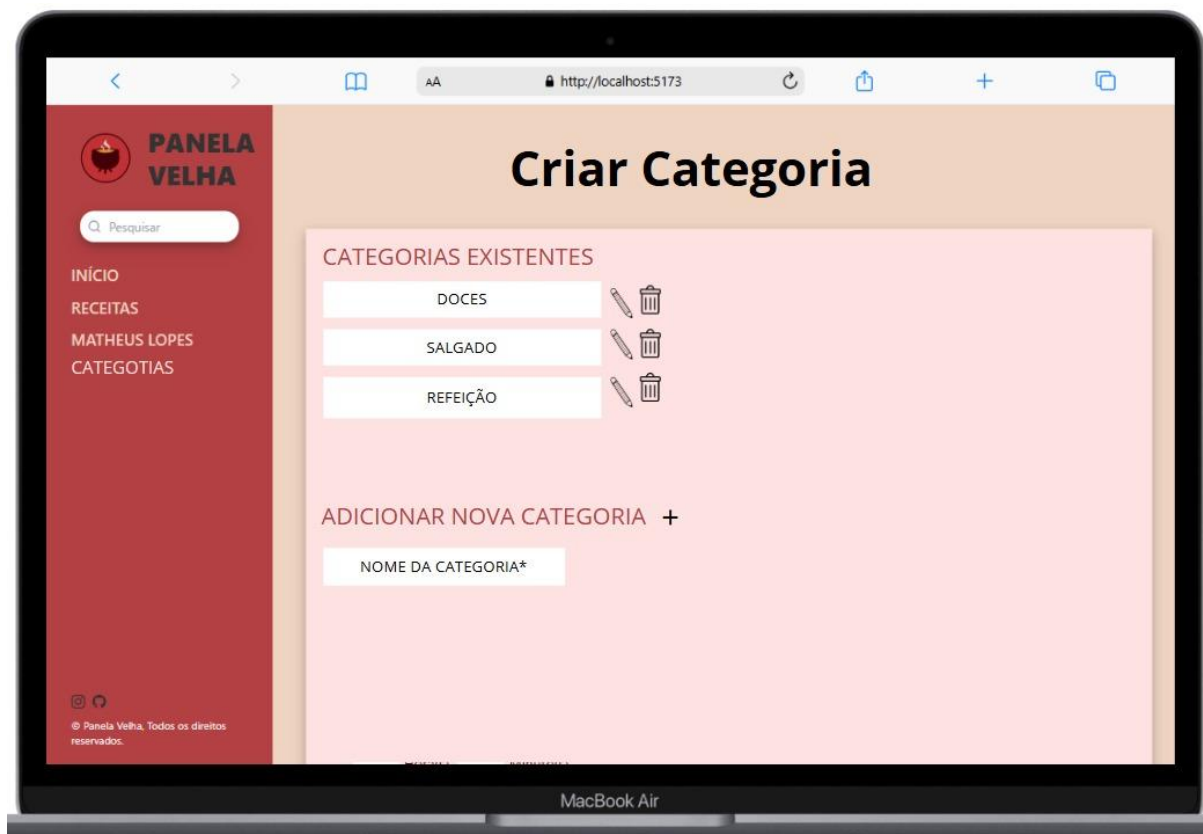 AA
http://localhost:5173
PANELA
VELHA
Pesquisar
INÍCIO
RECEITAS
MATHEUS LOPES
CATEGOTIAS
© Panela Velha, Todos os direitos
reservados.
Criar Categoria
CATEGORIAS EXISTENTES
DOCES
SALGADO
REFEIÇÃO
ADICIONAR NOVA CATEGORIA +
NOME DA CATEGORIA*
MacBook Air